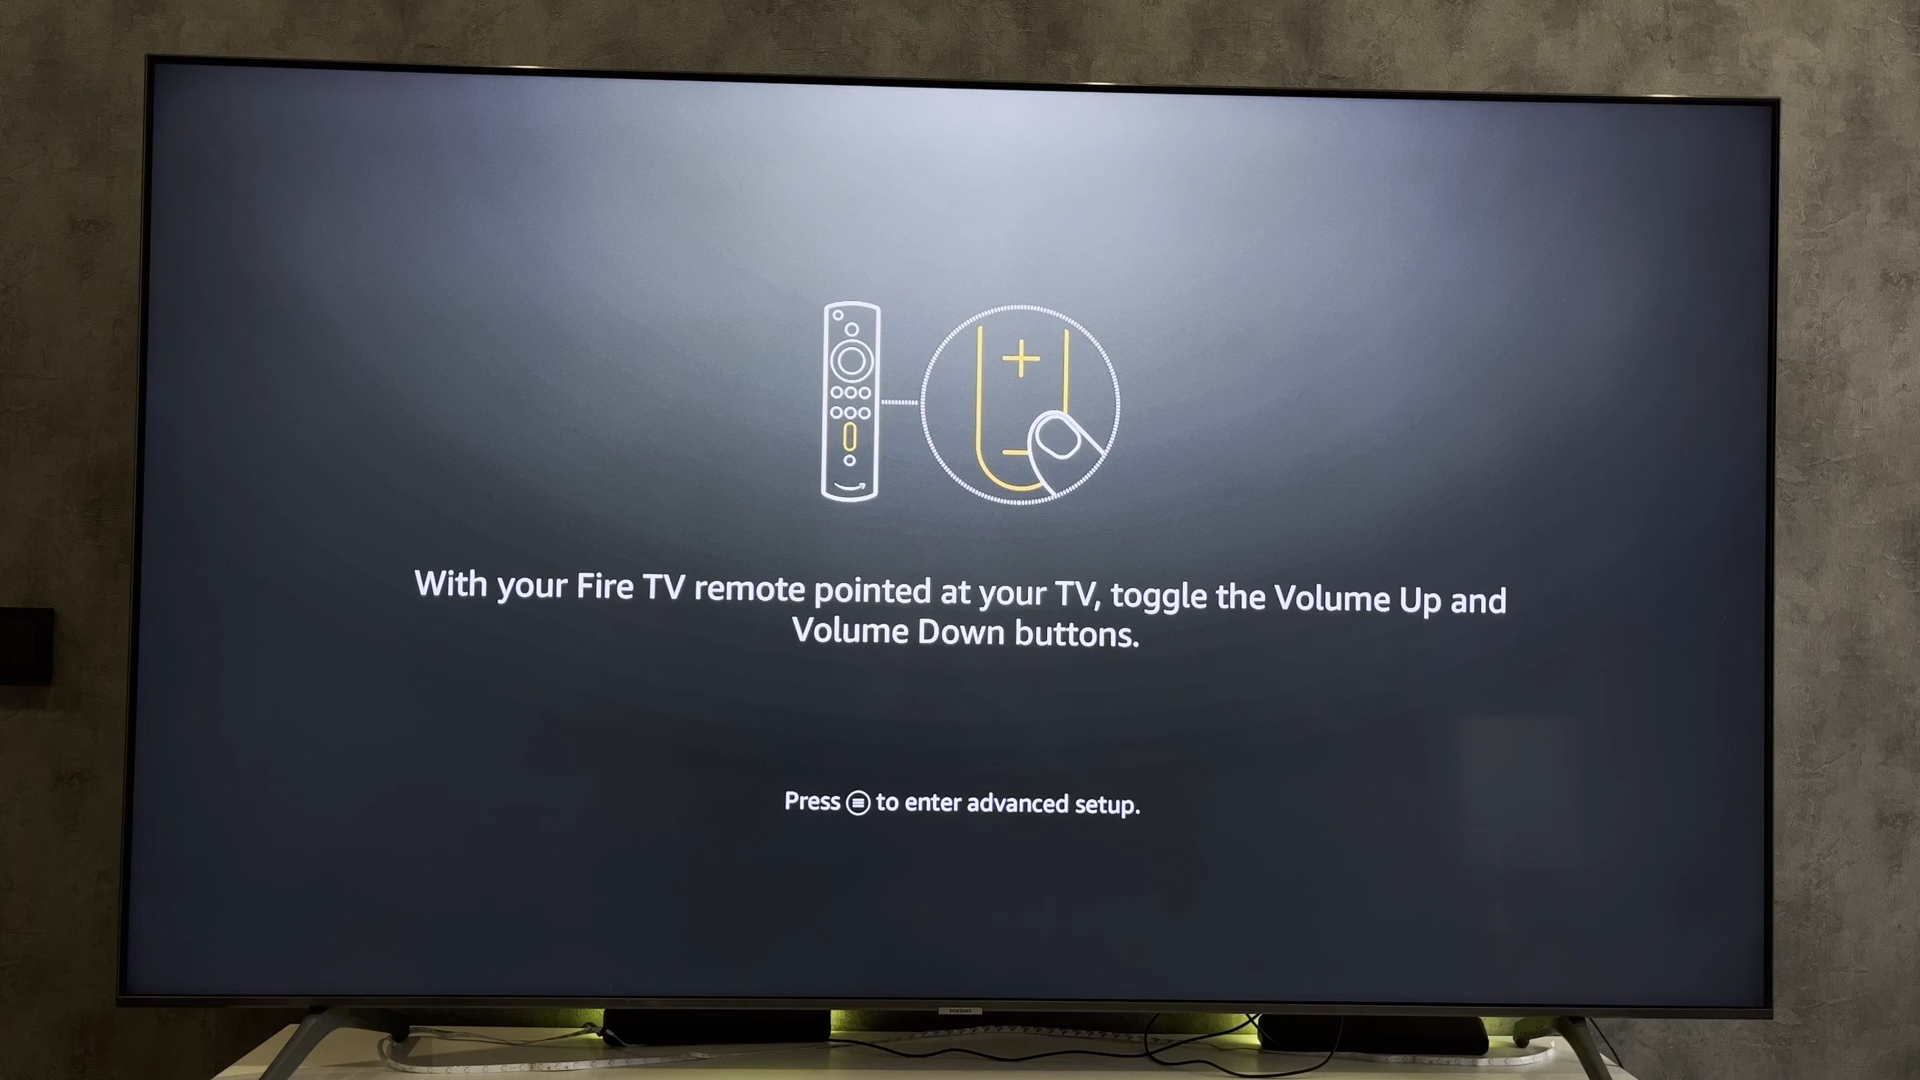 With your Fire TV remote pointed at your TV, toggle the Volume Up and
Volume Down buttons.
Press to enter advanced setup.
SAMSUNG